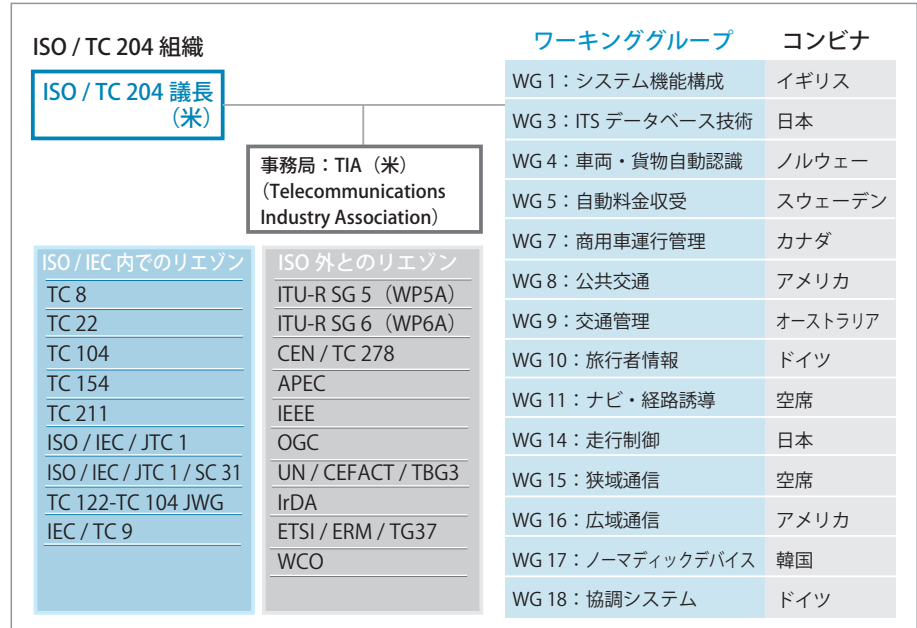 ISO / TC 204 組織
ISO / TC 204 議長
（米）
事務局：TIA（米）
（Telecommunications
Industry Association）
ISO / IEC 内でのリエゾン
TC 8
TC 22
TC 104
TC 154
TC 211
ISO / IEC / JTC 1
ISO / IEC / JTC 1 / SC 31
TC 122-TC 104 JWG
IEC / TC 9
ISO 外とのリエゾン
ITU-R SG 5（WP5A）
ITU-R SG 6（WP6A）
CEN / TC 278
APEC
IEEE
OGC
UN / CEFACT / TBG3
IrDA
ETSI / ERM / TG37
WCO
ワーキンググループ コンビナ
WG 1：システム機能構成 イギリス
WG 3：ITS データベース技術 日本
WG 4：車両・貨物自動認識 ノルウェー
WG 5：自動料金収受 スウェーデン
WG 7：商用車運行管理 カナダ
WG 8：公共交通 アメリカ
WG 9：交通管理 オーストラリア
WG 10：旅行者情報 ドイツ
WG 11：ナビ・経路誘導 空席
WG 14：走行制御 日本
WG 15：狭域通信 空席
WG 16：広域通信 アメリカ
WG 17：ノーマディックデバイス 韓国
WG 18：協調システム ドイツ